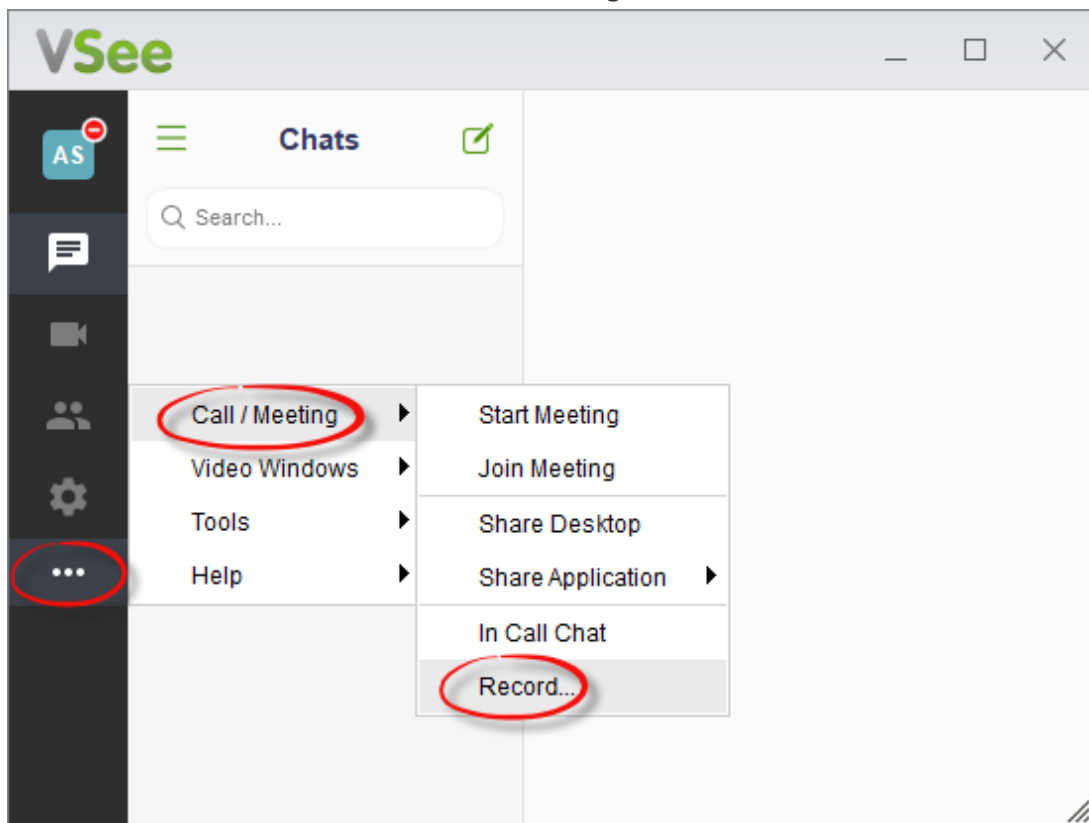 VSee
AS
Chats
Search...
Call / Meeting
Video Windows
Tools
Help
Start Meeting
Join Meeting
Share Desktop
Share Application
In Call Chat
Record...